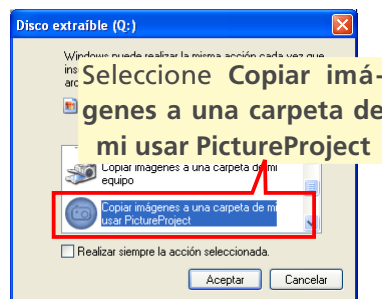 Disco extraíble (Q:)
Windows puede realizar la misma acción cada vez que
Seleccione Copiar imá-
genes a una carpeta de
mi usar PictureProject
Copiar imágenes a una carpeta de mi
equipo
Copiar imágenes a una carpeta de mi
usar PictureProject
Realizar siempre la acción seleccionada.
Aceptar Cancelar